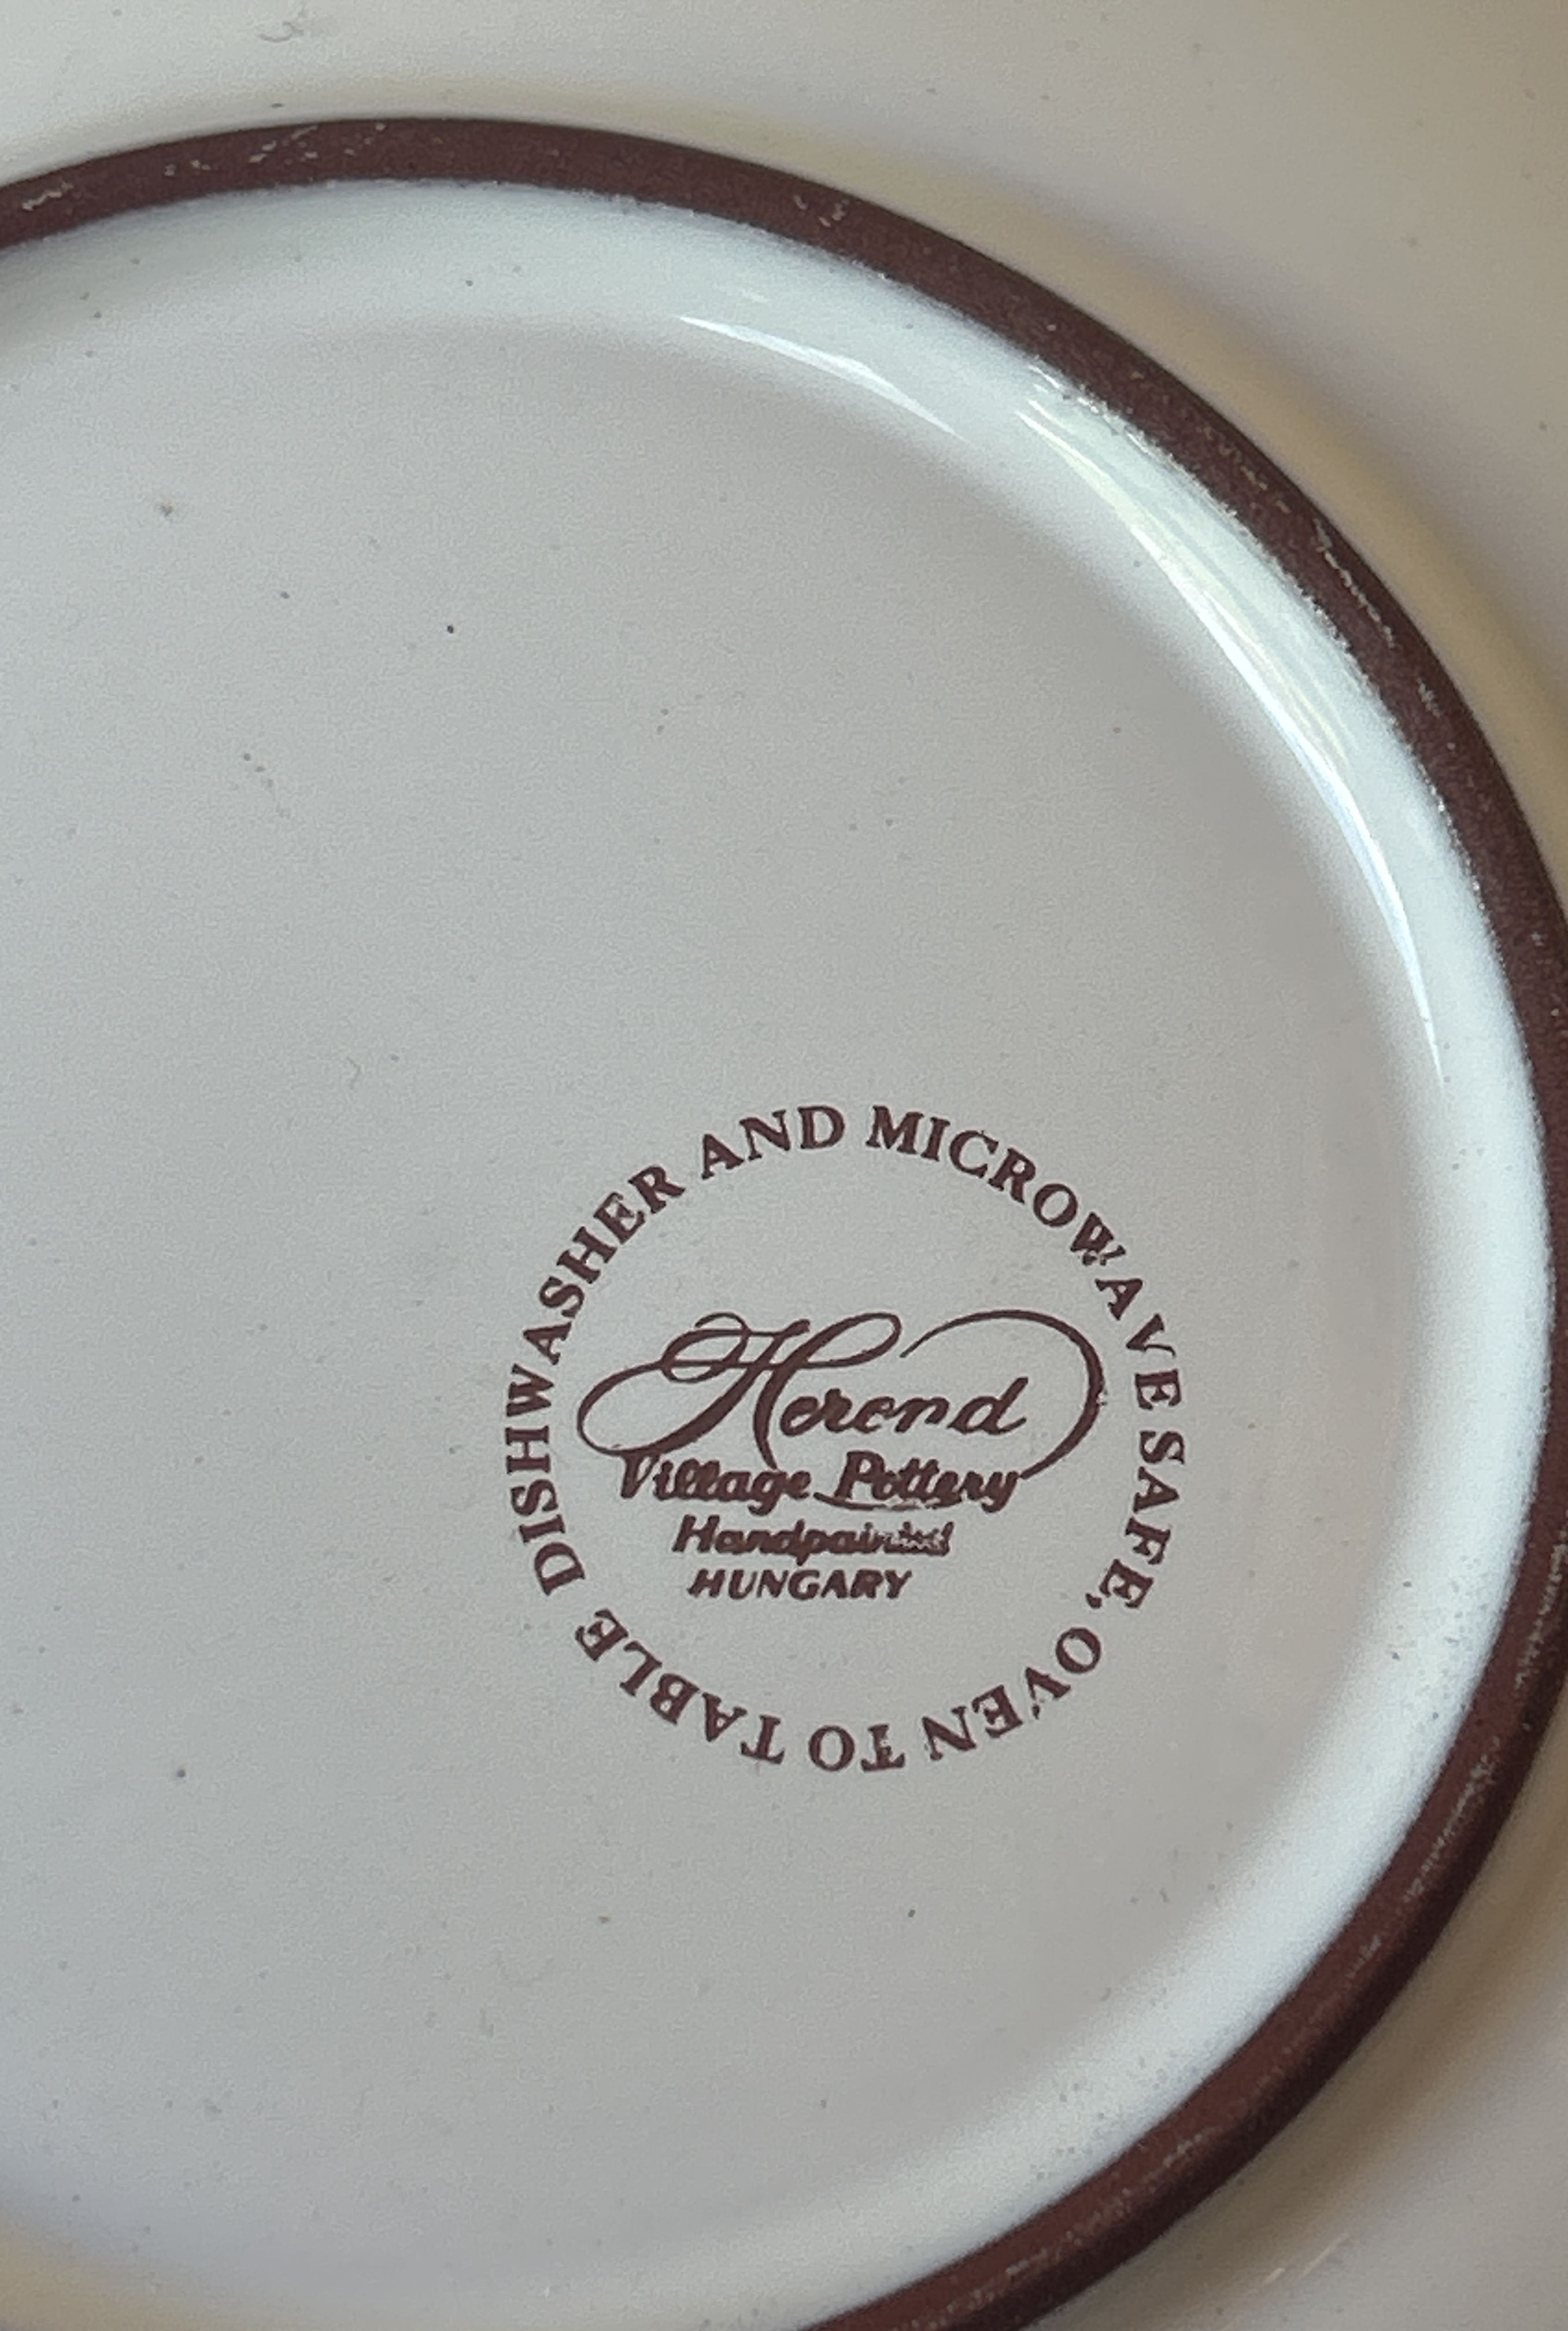 DISHWASHER AND MICROWAVE SAFE, OVEN TO TABLE
Herend
Village Pottery
Handpainted
HUNGARY